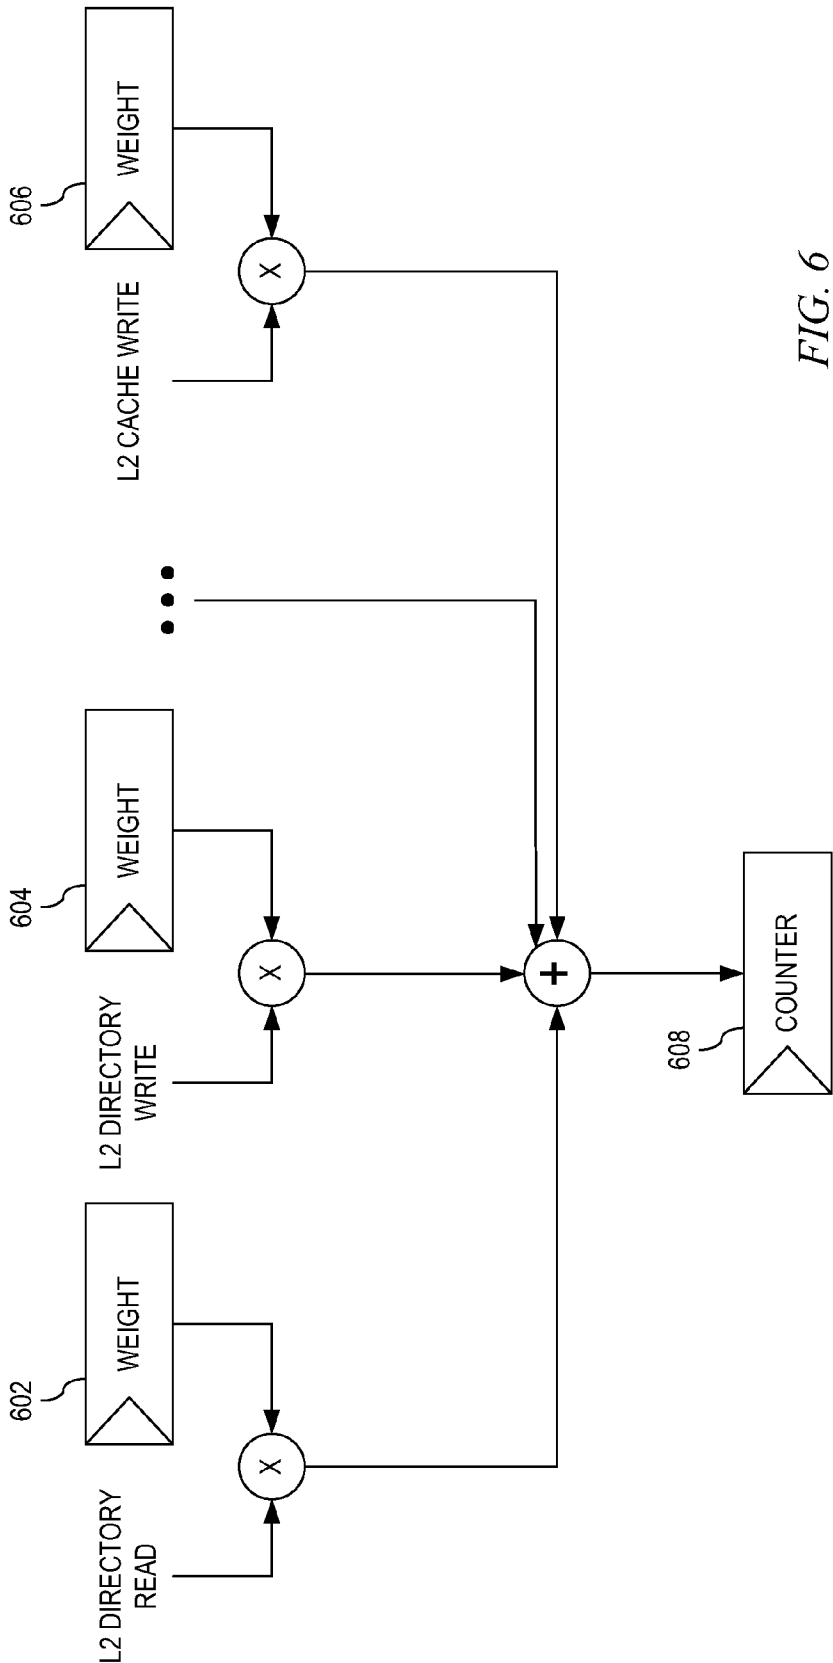 602
WEIGHT
604
WEIGHT
606
WEIGHT
L2 DIRECTORY
READ
L2 DIRECTORY
WRITE
L2 CACHE WRITE
X
X
X
+
608
COUNTER
FIG. 6